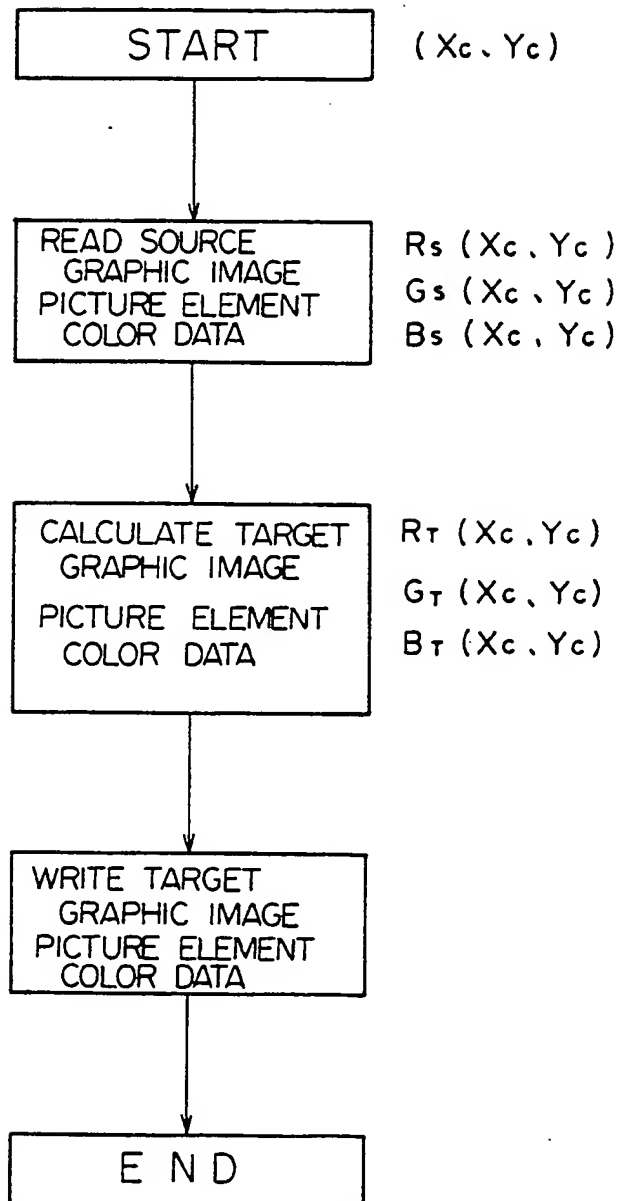 START
(Xc、Yc)
READ SOURCE
GRAPHIC IMAGE
PICTURE ELEMENT
COLOR DATA
Rs (Xc、Yc)
Gs (Xc、Yc)
Bs (Xc、Yc)
CALCULATE TARGET
GRAPHIC IMAGE
PICTURE ELEMENT
COLOR DATA
RT (Xc、Yc)
GT (Xc、Yc)
BT (Xc、Yc)
WRITE TARGET
GRAPHIC IMAGE
PICTURE ELEMENT
COLOR DATA
END